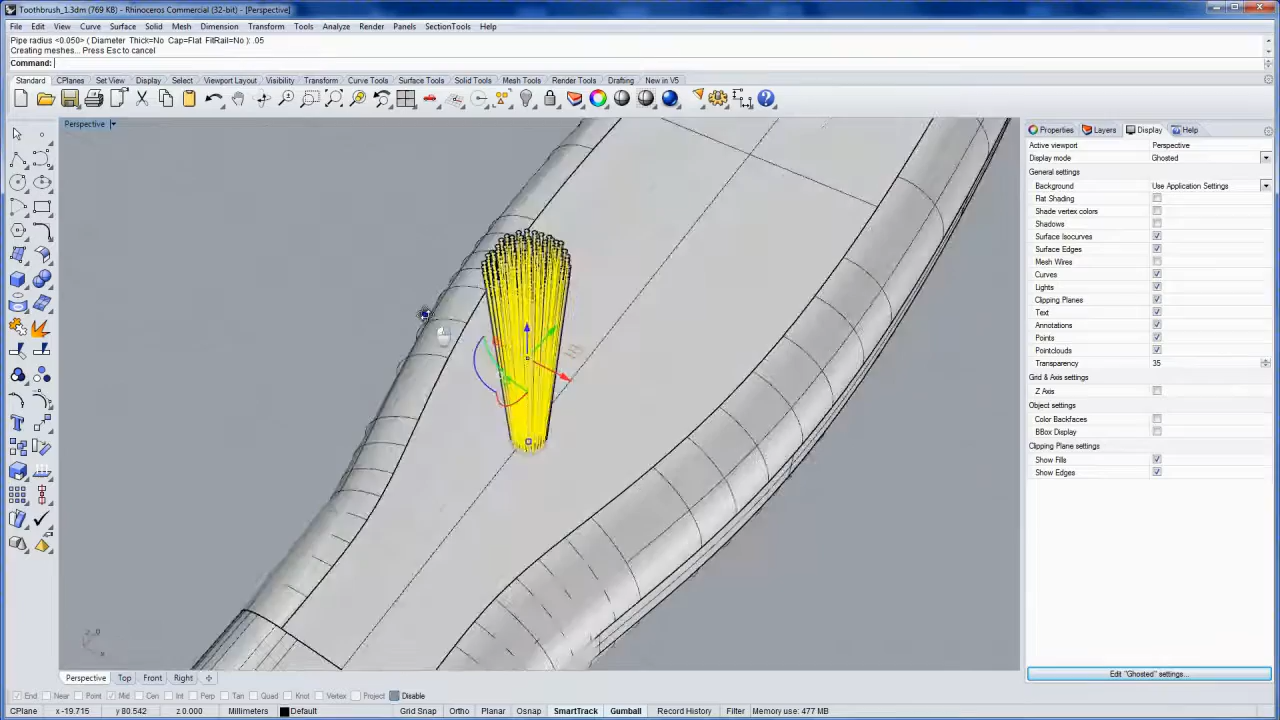 Toothbrush_1.3dm (769 KB) - Rhinoceros Commercial (32-bit) - [Perspective]
File Edit View Curve Surface Solid Mesh Dimension Transform Tools Analyze Render Panels SectionTools Help
Pipe radius <0.050> ( Diameter Thick=No Cap=Flat FitRail=No ): .05
Creating meshes... Press Esc to cancel
Command:
Standard CPlanes Set View Display Select Viewport Layout Visibility Transform Curve Tools Surface Tools Solid Tools Mesh Tools Render Tools Drafting New in V5
Perspective
Properties Layers Display Help
Active viewport Perspective
Display mode Ghosted
General settings
Background Use Application Settings
Flat Shading
Shade vertex colors
Shadows
Surface Isocurves
Surface Edges
Mesh Wires
Curves
Lights
Clipping Planes
Text
Annotations
Points
Pointclouds
Transparency 35
Grid & Axis settings
Z Axis
Object settings
Color Backfaces
BBox Display
Clipping Plane settings
Show Fills
Show Edges
Edit "Ghosted" settings...
Perspective Top Front Right
End Near Point Mid Cen Int Perp Tan Quad Knot Vertex Project Disable
CPlane x -19.715 y 80.542 z 0.000 Millimeters Default Grid Snap Ortho Planar Osnap SmartTrack Gumball Record History Filter Memory use: 477 MB